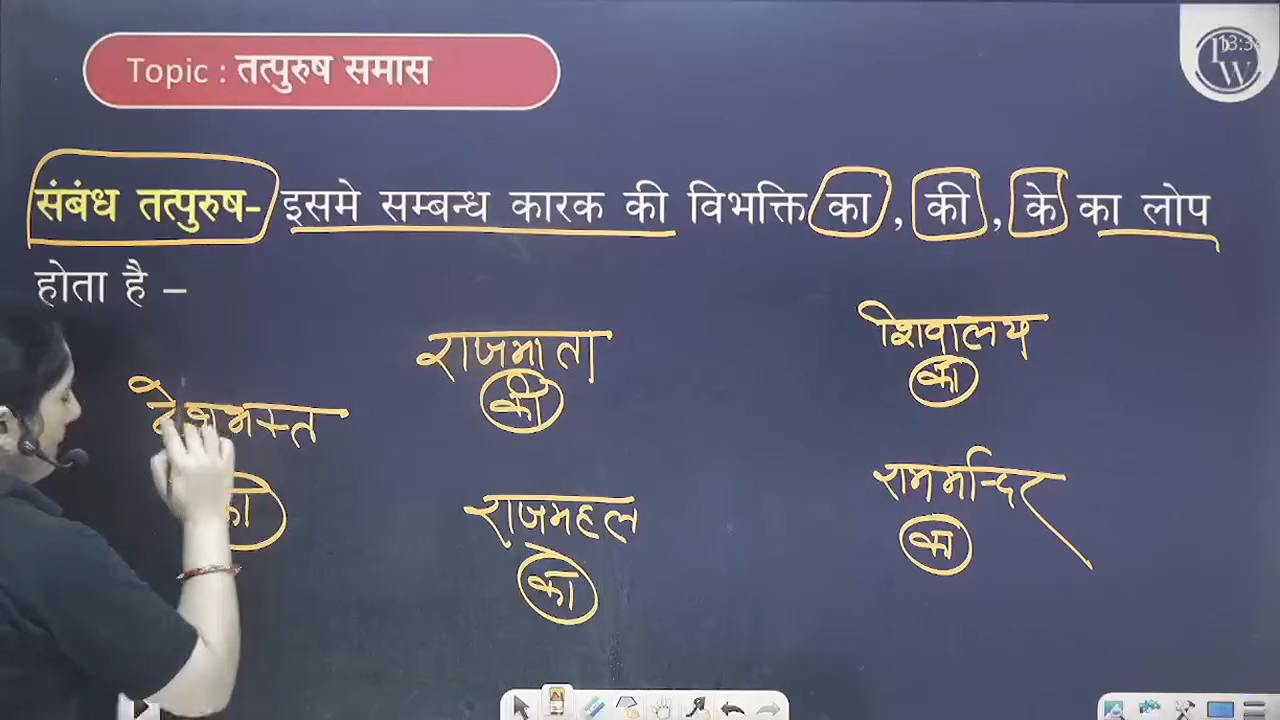 Topic : तत्पुरुष समास
संबंध तत्पुरुष- इसमे सम्बन्ध कारक की विभक्ति का , की , के का लोप
होता है –
राजमाता
की
शिवालय
का
का
राजमहल
का
राममन्दिर
का